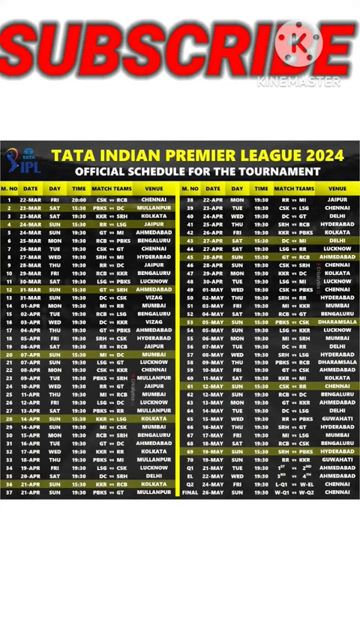 SUBSCRIBE
KINEMASTER
IPL
TATA INDIAN PREMIER LEAGUE 2024
OFFICIAL SCHEDULE FOR THE TOURNAMENT
M. NO DATE DAY TIME MATCH TEAMS VENUE
1 22-MAR FRI 20:00 CSK vs RCB CHENNAI
2 23-MAR SAT 15:30 PBKS vs DC MULLANPUR
3 23-MAR SAT 19:30 KKR vs SRH KOLKATA
4 24-MAR SUN 15:30 RR vs LSG JAIPUR
5 24-MAR SUN 19:30 GT vs MI AHMEDABAD
6 25-MAR MON 19:30 RCB vs PBKS BENGALURU
7 26-MAR TUE 19:30 CSK vs GT CHENNAI
8 27-MAR WED 19:30 SRH vs MI HYDERABAD
9 28-MAR THU 19:30 RR vs DC JAIPUR
10 29-MAR FRI 19:30 RCB vs KKR BENGALURU
11 30-MAR SAT 19:30 LSG vs PBKS LUCKNOW
12 31-MAR SUN 15:30 GT vs SRH AHMEDABAD
13 31-MAR SUN 19:30 DC vs CSK VIZAG
14 01-APR MON 19:30 MI vs RR MUMBAI
15 02-APR TUE 19:30 RCB vs LSG BENGALURU
16 03-APR WED 19:30 DC vs KKR VIZAG
17 04-APR THU 19:30 GT vs PBKS AHMEDABAD
18 05-APR FRI 19:30 SRH vs CSK HYDERABAD
19 06-APR SAT 19:30 RR vs RCB JAIPUR
20 07-APR SUN 15:30 MI vs DC MUMBAI
21 07-APR SUN 19:30 LSG vs GT LUCKNOW
22 08-APR MON 19:30 CSK vs KKR CHENNAI
23 09-APR TUE 19:30 PBKS vs SRH MULLANPUR
24 10-APR WED 19:30 RR vs GT JAIPUR
25 11-APR THU 19:30 MI vs RCB MUMBAI
26 12-APR FRI 19:30 LSG vs DC LUCKNOW
27 13-APR SAT 19:30 PBKS vs RR MULLANPUR
28 14-APR SUN 15:30 KKR vs LSG KOLKATA
29 14-APR SUN 19:30 MI vs CSK MUMBAI
30 15-APR MON 19:30 RCB vs SRH BENGALURU
31 16-APR TUE 19:30 GT vs DC AHMEDABAD
32 17-APR WED 19:30 KKR vs RR KOLKATA
33 18-APR THU 19:30 PBKS vs MI MULLANPUR
34 19-APR FRI 19:30 LSG vs CSK LUCKNOW
35 20-APR SAT 19:30 DC vs SRH DELHI
36 21-APR SUN 15:30 KKR vs RCB KOLKATA
37 21-APR SUN 19:30 PBKS vs GT MULLANPUR
M. NO DATE DAY TIME MATCH TEAMS VENUE
38 22-APR MON 19:30 RR vs MI JAIPUR
39 23-APR TUE 19:30 CSK vs LSG CHENNAI
40 24-APR WED 19:30 DC vs GT DELHI
41 25-APR THU 19:30 SRH vs RCB HYDERABAD
42 26-APR FRI 19:30 KKR vs PBKS KOLKATA
43 27-APR SAT 15:30 DC vs MI DELHI
44 27-APR SAT 19:30 LSG vs RR LUCKNOW
45 28-APR SUN 15:30 GT vs RCB AHMEDABAD
46 28-APR SUN 19:30 CSK vs SRH CHENNAI
47 29-APR MON 19:30 KKR vs DC KOLKATA
48 30-APR TUE 19:30 LSG vs MI LUCKNOW
49 01-MAY WED 19:30 CSK vs PBKS CHENNAI
50 02-MAY THU 19:30 SRH vs RR HYDERABAD
51 03-MAY FRI 19:30 MI vs KKR MUMBAI
52 04-MAY SAT 19:30 RCB vs GT BENGALURU
53 05-MAY SUN 15:30 PBKS vs CSK DHARAMSALA
54 05-MAY SUN 19:30 LSG vs KKR LUCKNOW
55 06-MAY MON 19:30 MI vs SRH MUMBAI
56 07-MAY TUE 19:30 DC vs RR DELHI
57 08-MAY WED 19:30 SRH vs LSG HYDERABAD
58 09-MAY THU 19:30 PBKS vs RCB DHARAMSALA
59 10-MAY FRI 19:30 GT vs CSK AHMEDABAD
60 11-MAY SAT 19:30 KKR vs MI KOLKATA
61 12-MAY SUN 15:30 CSK vs RR CHENNAI
62 12-MAY SUN 19:30 RCB vs DC BENGALURU
63 13-MAY MON 19:30 GT vs KKR AHMEDABAD
64 14-MAY TUE 19:30 DC vs LSG DELHI
65 15-MAY WED 19:30 RR vs PBKS GUWAHATI
66 16-MAY THU 19:30 SRH vs GT HYDERABAD
67 17-MAY FRI 19:30 MI vs LSG MUMBAI
68 18-MAY SAT 19:30 RCB vs CSK BENGALURU
69 19-MAY SUN 15:30 SRH vs PBKS HYDERABAD
70 19-MAY SUN 19:30 RR vs KKR GUWAHATI
Q1 21-MAY TUE 19:30 1ST vs 2ND AHMEDABAD
EL 22-MAY WED 19:30 3RD vs 4TH AHMEDABAD
Q2 24-MAY FRI 19:30 L-Q1 vs W-EL CHENNAI
FINAL 26-MAY SUN 19:30 W-Q1 vs W-Q2 CHENNAI